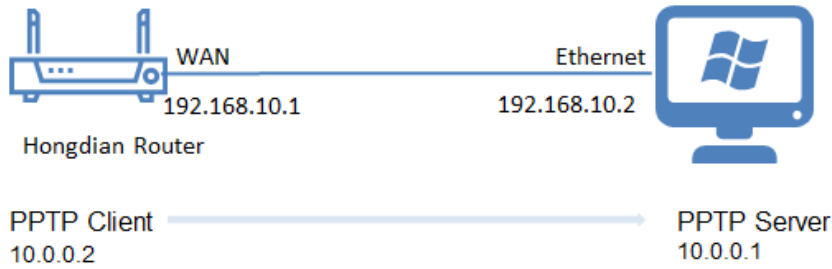 WAN
Ethernet
192.168.10.1
192.168.10.2
Hongdian Router
PPTP Client
PPTP Server
10.0.0.2
10.0.0.1